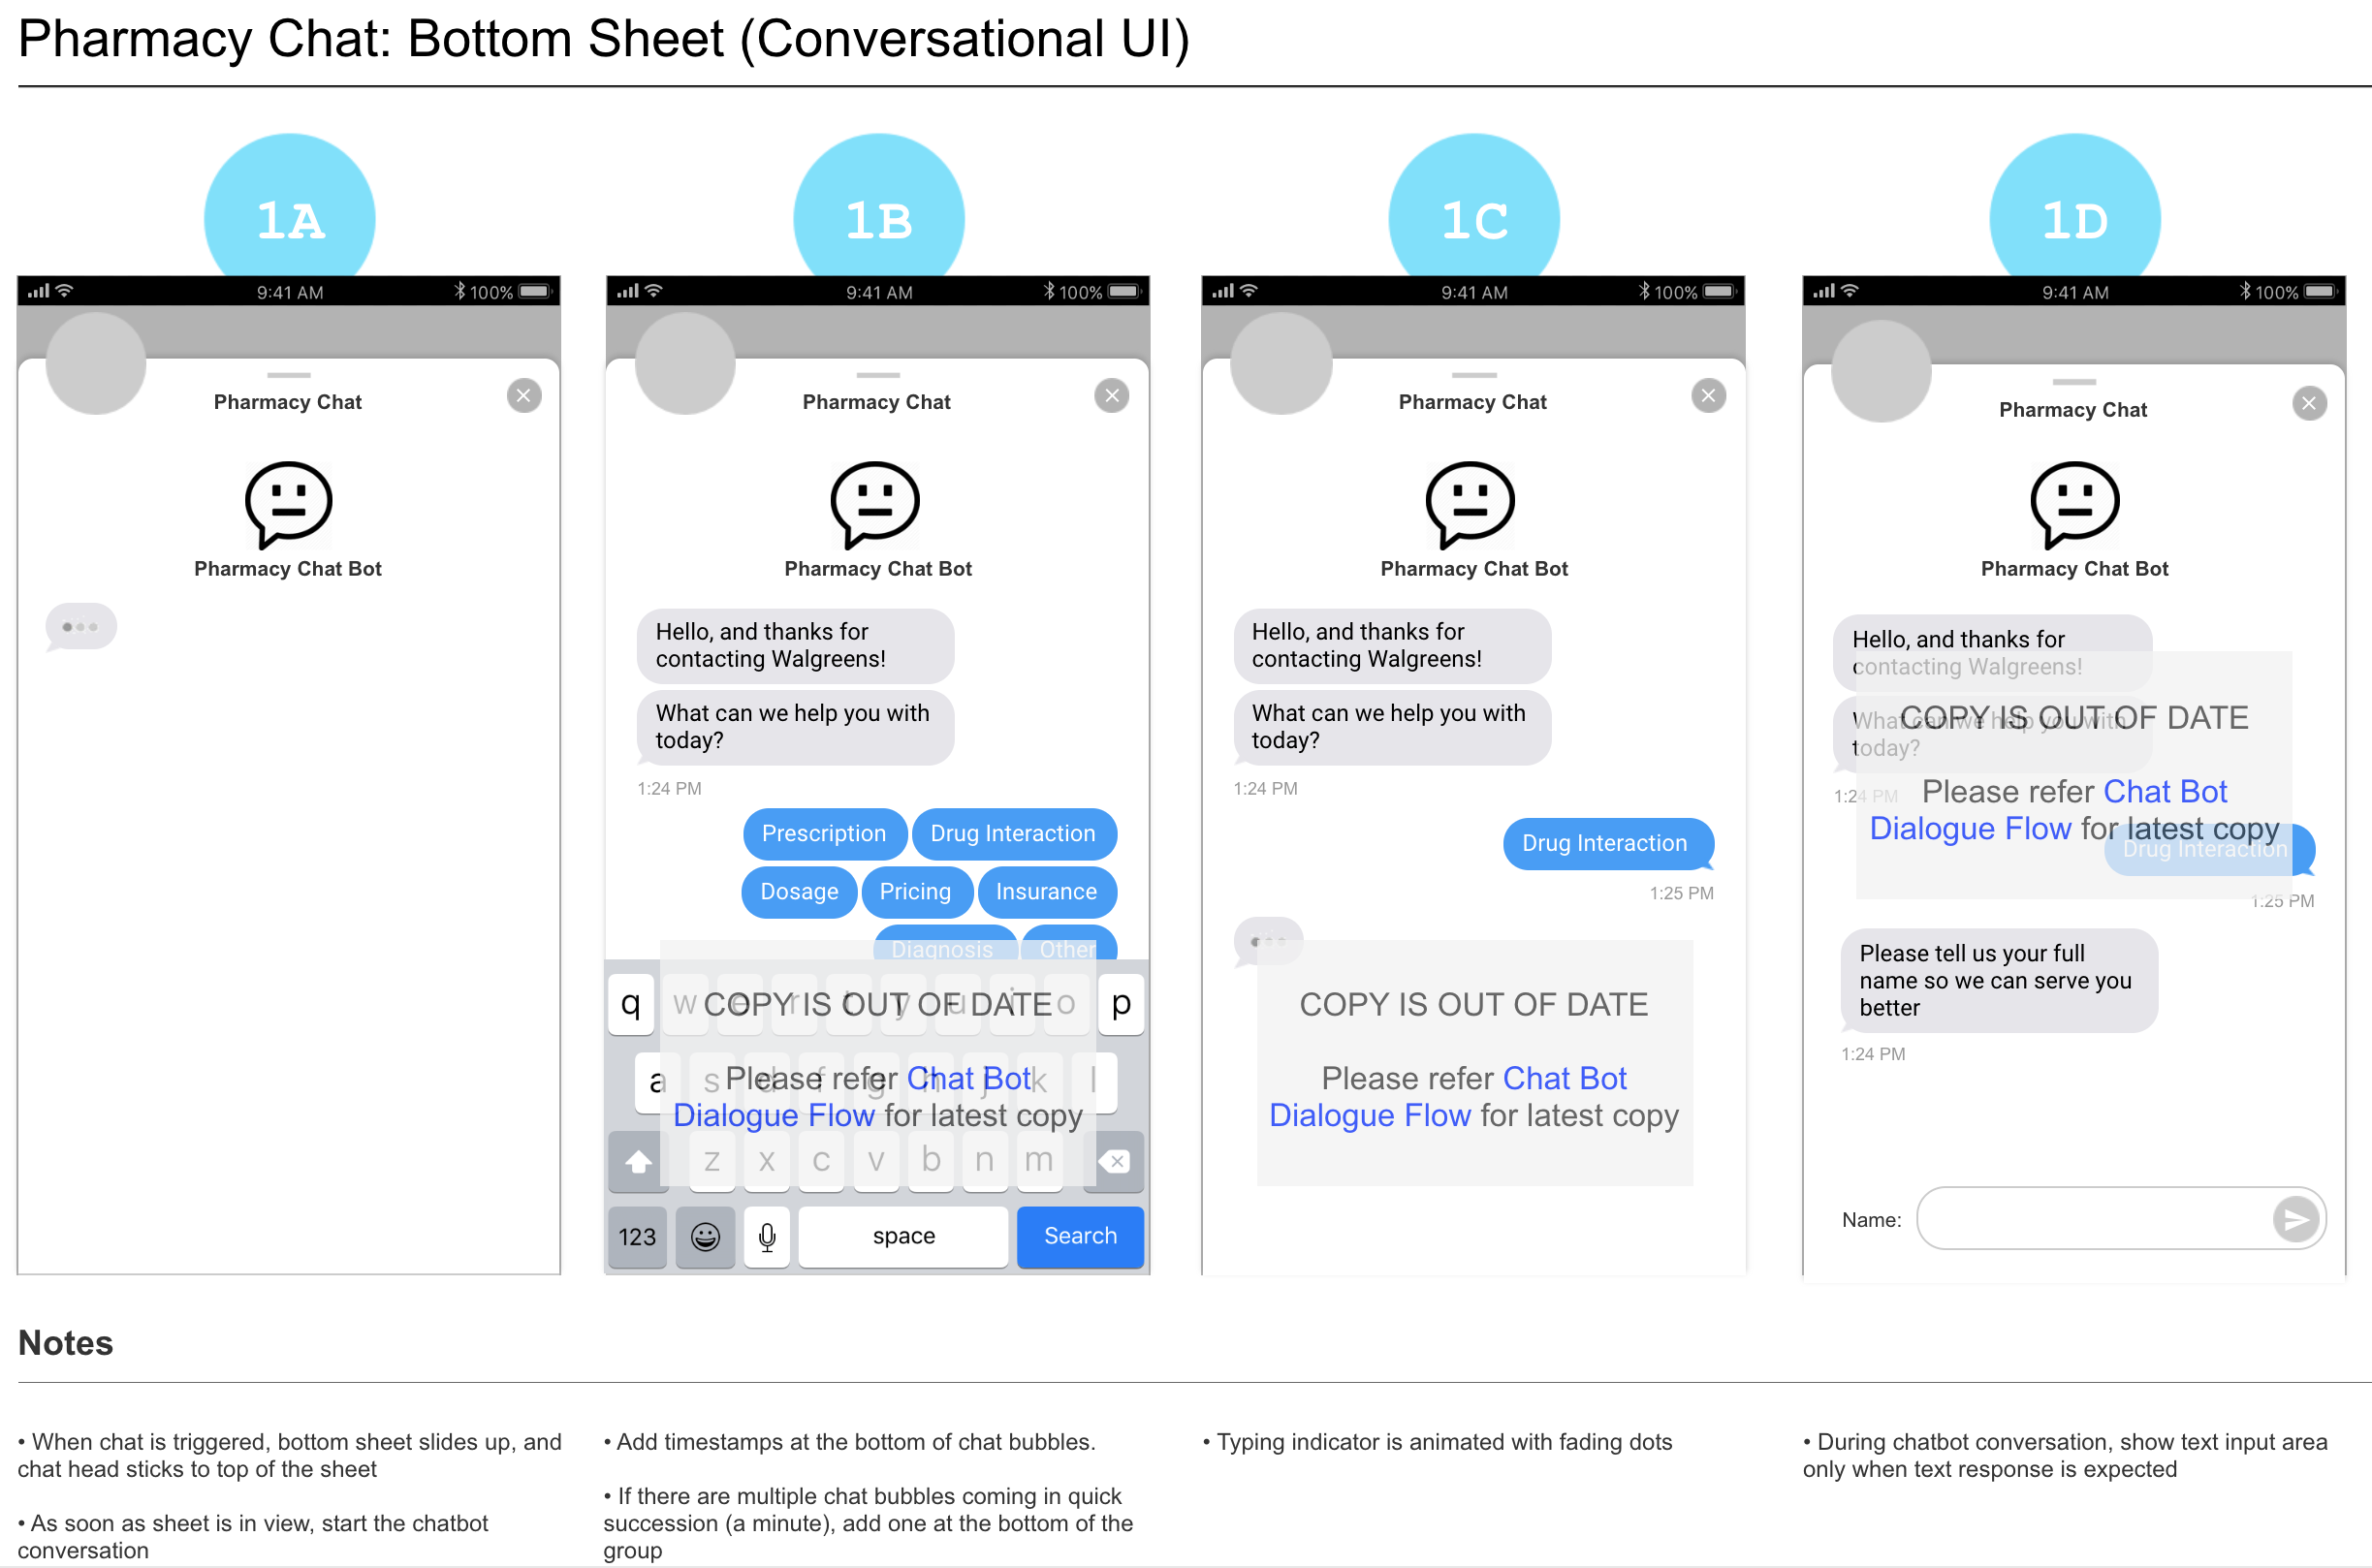 Pharmacy Chat: Bottom Sheet (Conversational UI)
1A
9:41 AM
100%
Pharmacy Chat
Pharmacy Chat Bot
1B
9:41 AM
100%
Pharmacy Chat
Pharmacy Chat Bot
Hello, and thanks for
contacting Walgreens!
What can we help you with
today?
1:24 PM
Prescription
Drug Interaction
Dosage
Pricing
Insurance
Diagnosis
Other
q w e r t y u i o p
COPY IS OUT OF DATE
a s d f g h j k l
Please refer Chat Bot
Dialogue Flow for latest copy
z x c v b n m
123
space
Search
1C
9:41 AM
100%
Pharmacy Chat
Pharmacy Chat Bot
Hello, and thanks for
contacting Walgreens!
What can we help you with
today?
1:24 PM
Drug Interaction
1:25 PM
COPY IS OUT OF DATE
Please refer Chat Bot
Dialogue Flow for latest copy
1D
9:41 AM
100%
Pharmacy Chat
Pharmacy Chat Bot
Hello, and thanks for
contacting Walgreens!
What can we help you with
today?
COPY IS OUT OF DATE
1:24 PM
Please refer Chat Bot
Dialogue Flow for latest copy
Drug Interaction
1:25 PM
Please tell us your full
name so we can serve you
better
1:24 PM
Name:
Notes
• When chat is triggered, bottom sheet slides up, and
chat head sticks to top of the sheet
• As soon as sheet is in view, start the chatbot
conversation
• Add timestamps at the bottom of chat bubbles.
• If there are multiple chat bubbles coming in quick
succession (a minute), add one at the bottom of the
group
• Typing indicator is animated with fading dots
• During chatbot conversation, show text input area
only when text response is expected